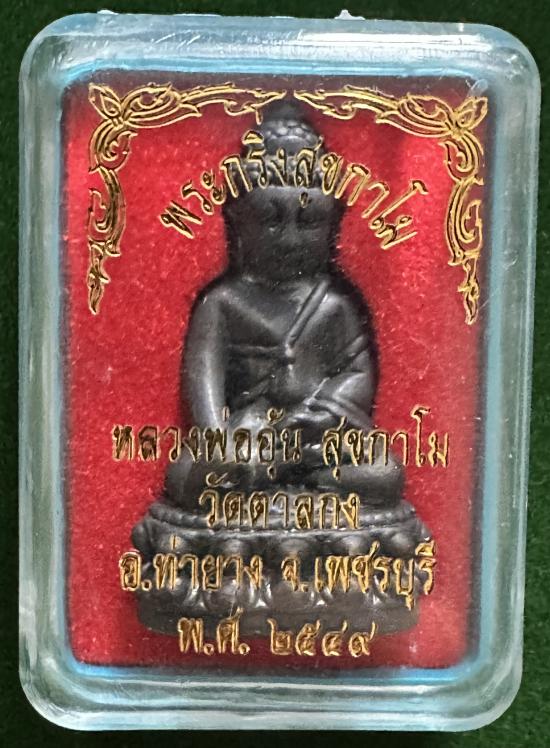 พระกริ่งสุขกาโม
หลวงพ่ออุ้น สุขกาโม
วัดตาลกง
อ.ท่ายาง จ.เพชรบุรี
พ.ศ. ๒๕๔๙